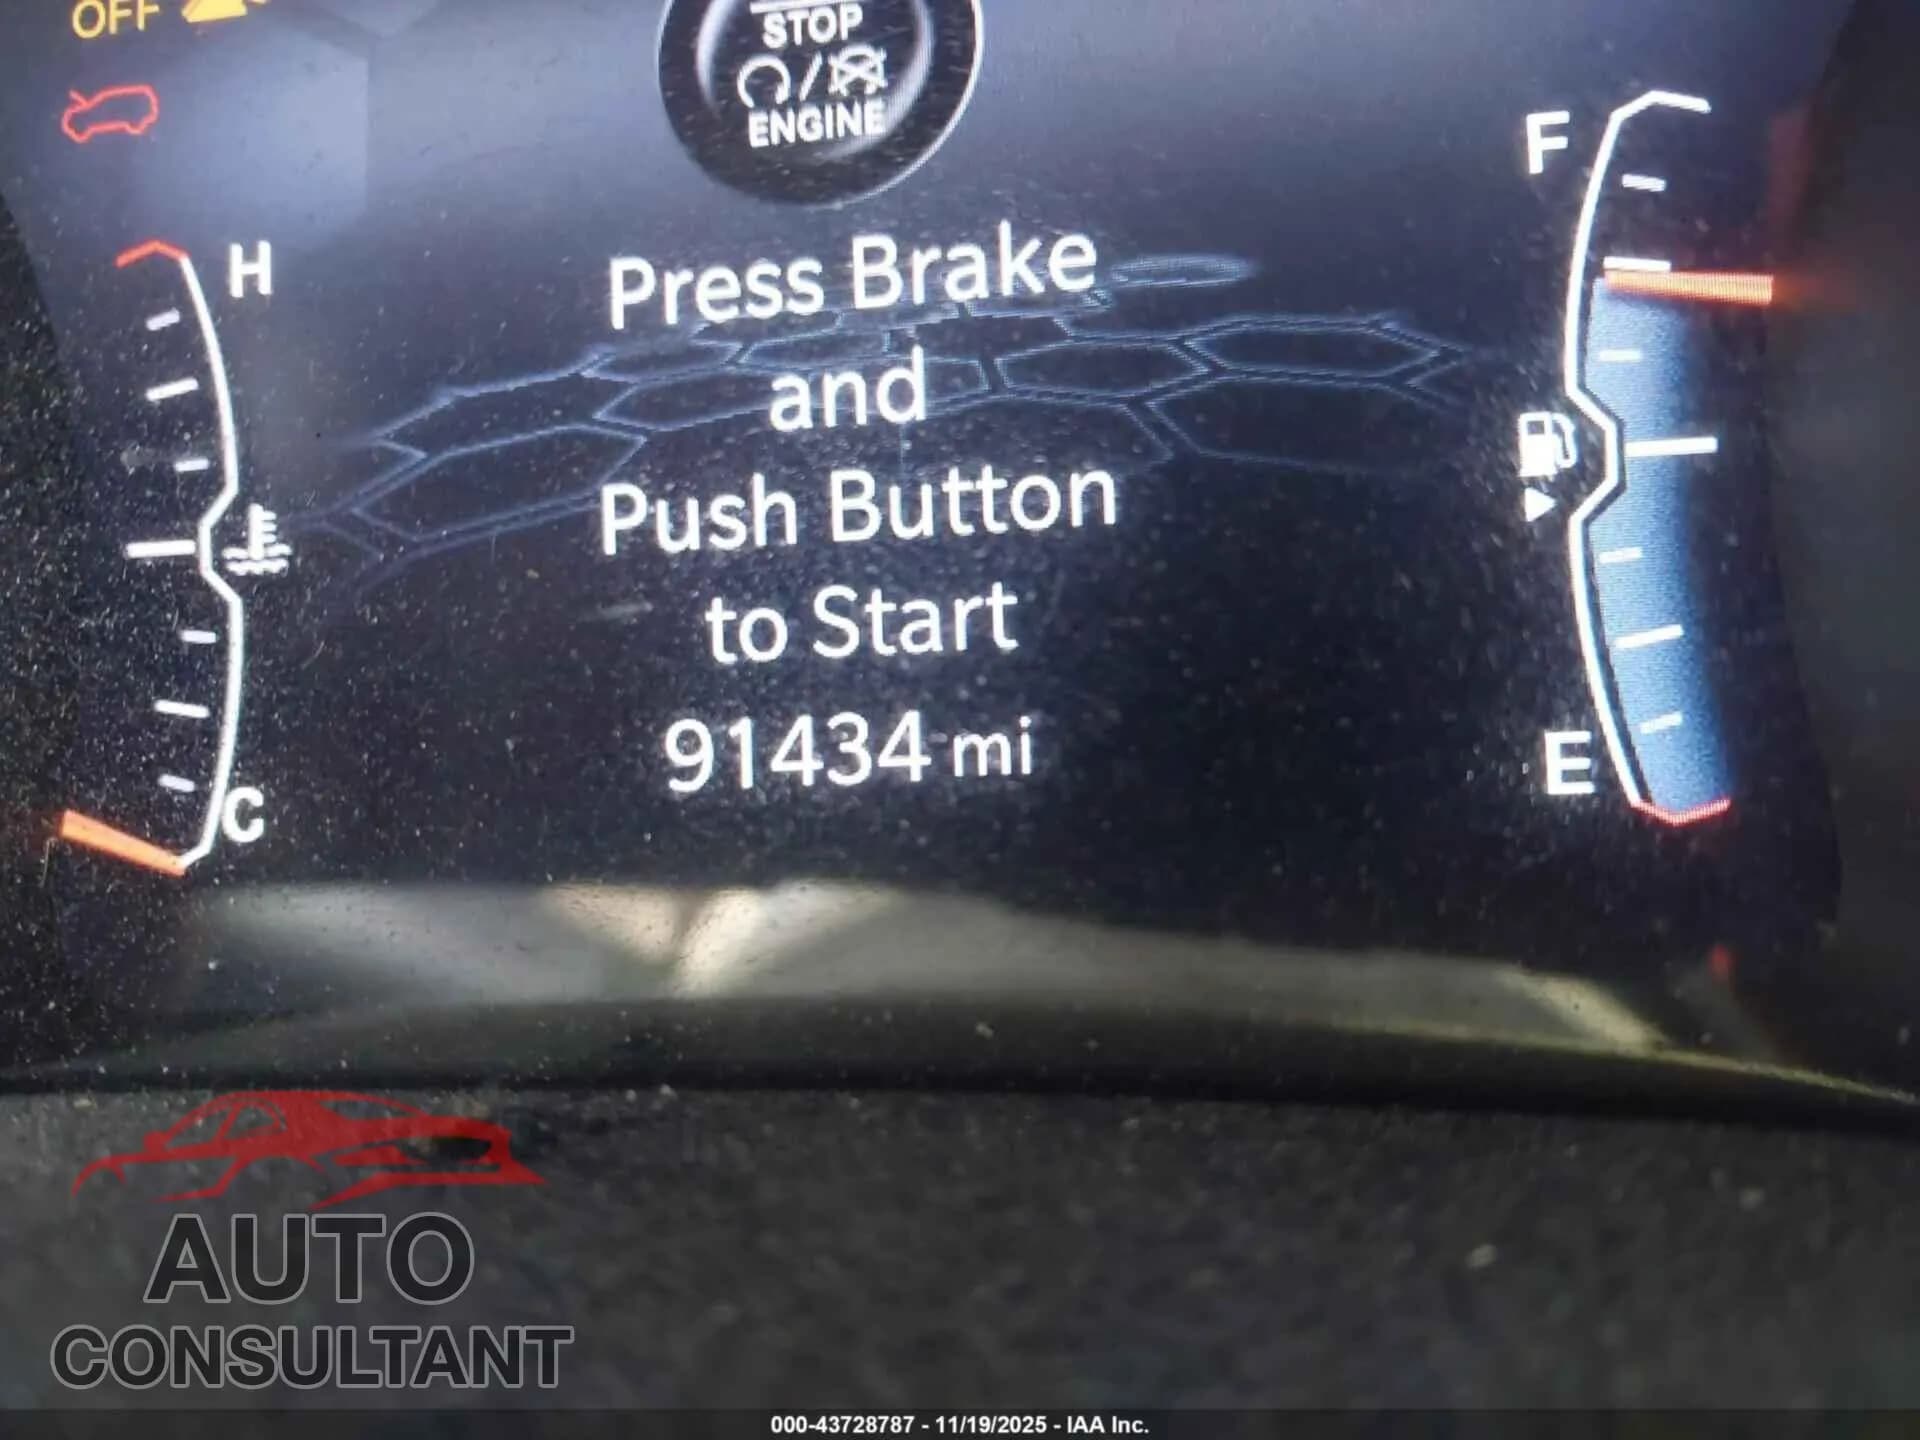 OFF
STOP
ENGINE
F
H
Press Brake
and
Push Button
to Start
91434 mi
E
C
AUTO
CONSULTANT
000-43728787 - 11/19/2025 - IAA Inc.